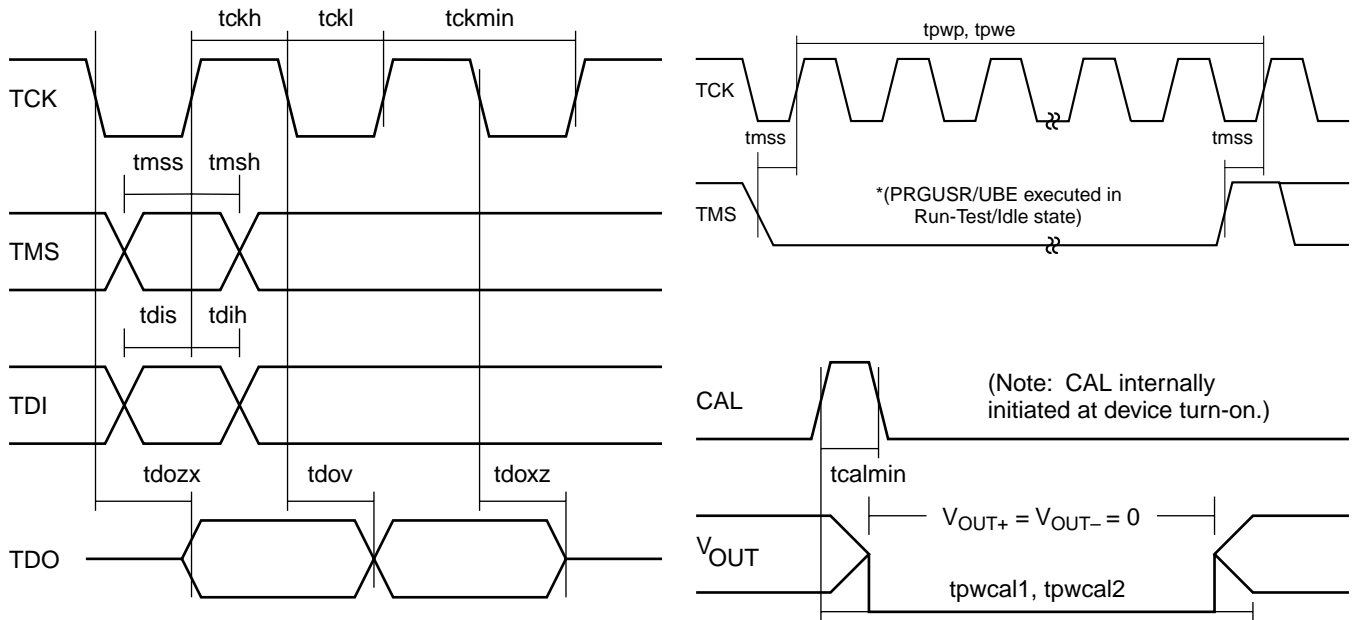 tckh
tckl
tckmin
TCK
tmss
tmsh
TMS
tdis
tdih
TDI
tdozx
tdov
tdoxz
TDO
tpwp, tpwe
TCK
tmss
tmss
TMS
*(PRGUSR/UBE executed in
Run-Test/Idle state)
CAL
(Note: CAL internally
initiated at device turn-on.)
tcalmin
VOUT+ = VOUT– = 0
VOUT
tpwcal1, tpwcal2